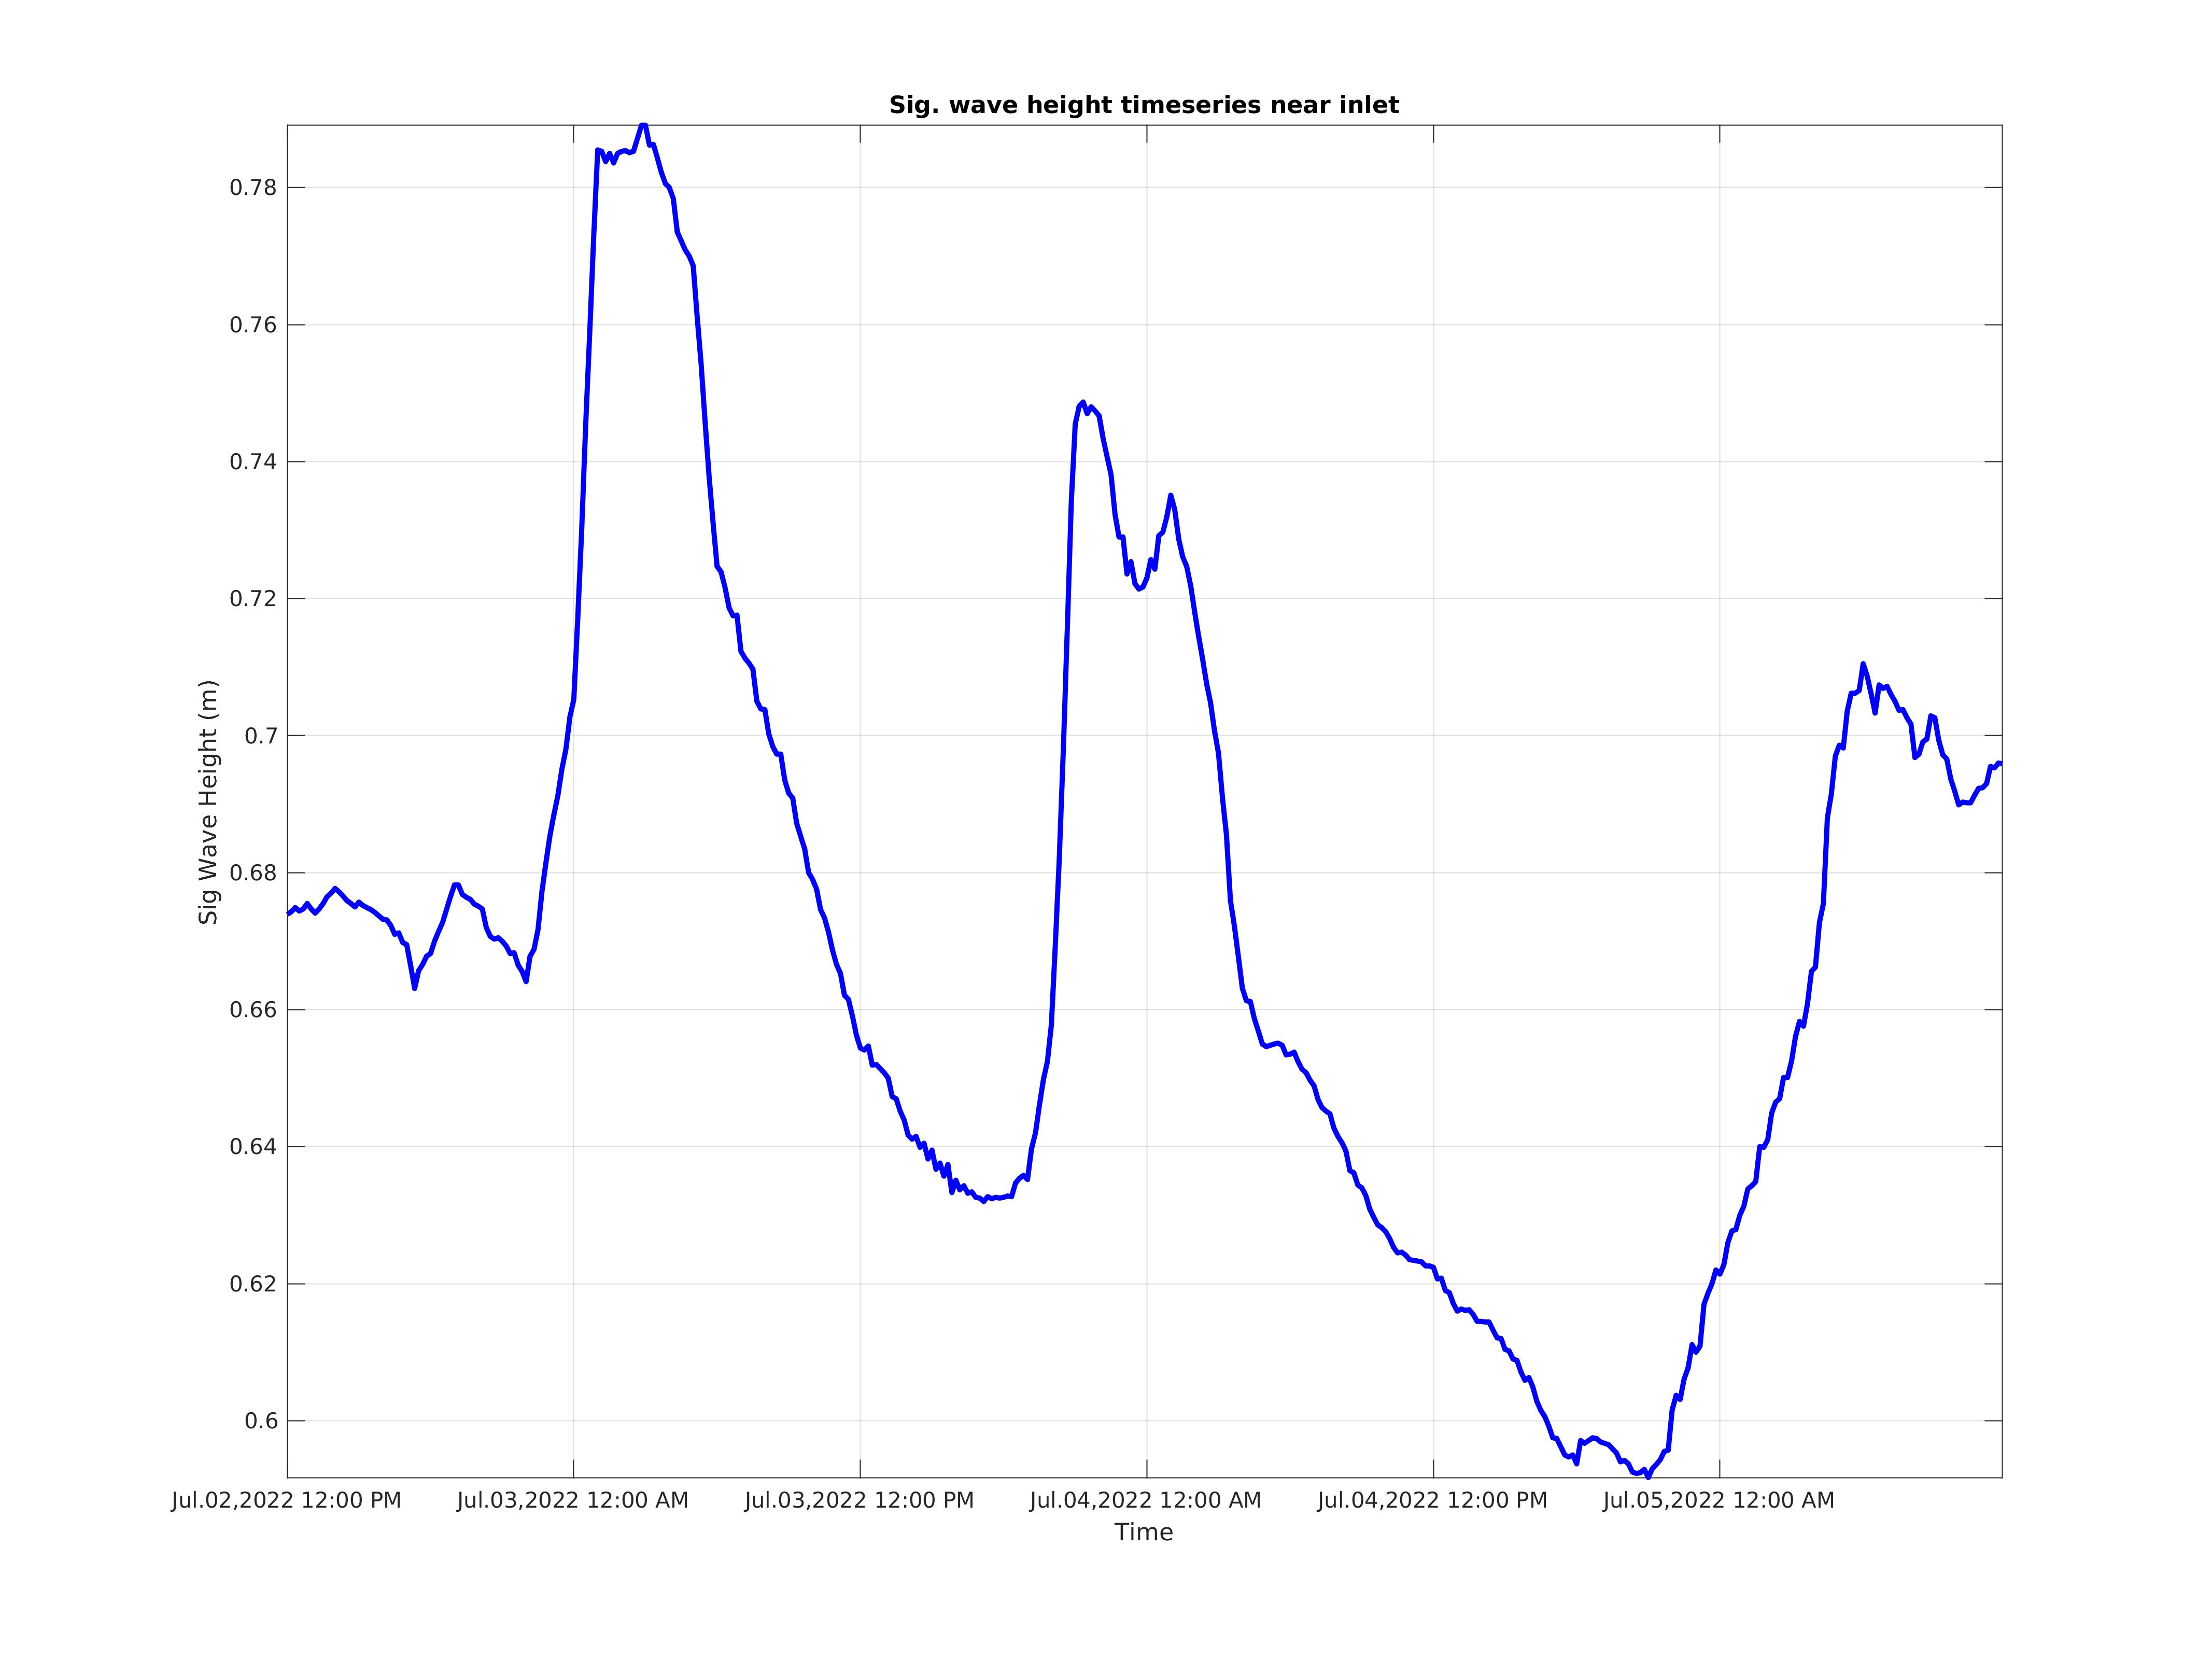 Sig. wave height timeseries near inlet
Sig Wave Height (m)
0.78
0.76
0.74
0.72
0.7
0.68
0.66
0.64
0.62
0.6
Jul.02,2022 12:00 PM
Jul.03,2022 12:00 AM
Jul.03,2022 12:00 PM
Jul.04,2022 12:00 AM
Jul.04,2022 12:00 PM
Jul.05,2022 12:00 AM
Time